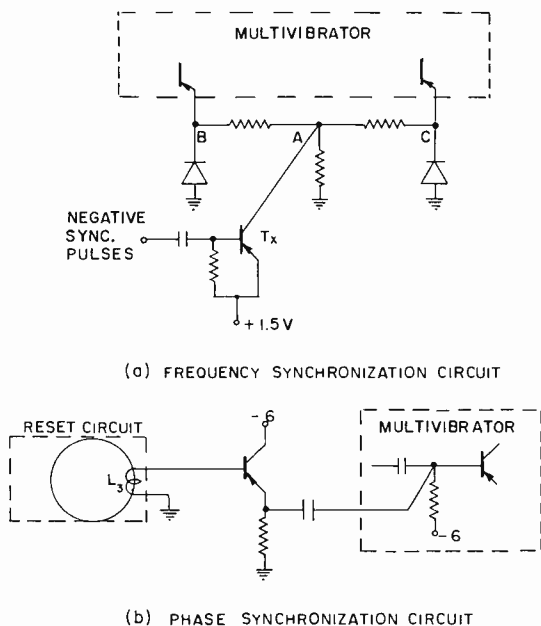 MULTIVIBRATOR
B
A
C
NEGATIVE
SYNC.
PULSES
Tx
+1.5V
(a) FREQUENCY SYNCHRONIZATION CIRCUIT
RESET CIRCUIT
L3
-6
MULTIVIBRATOR
-6
(b) PHASE SYNCHRONIZATION CIRCUIT